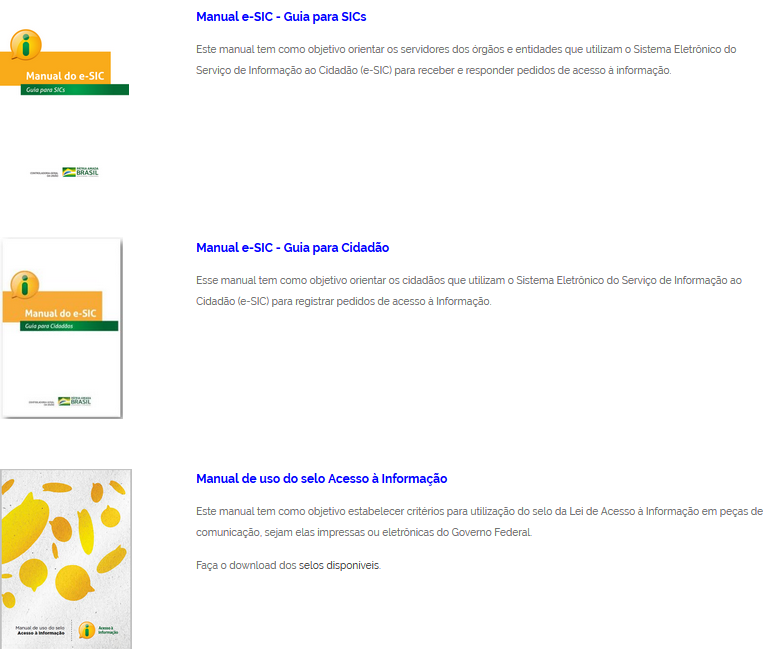 Manual e-SIC - Guia para SICs
Este manual tem como objetivo orientar os servidores dos órgãos e entidades que utilizam o Sistema Eletrônico do
Serviço de Informação ao Cidadão (e-SIC) para receber e responder pedidos de acesso à informação.
Manual do e-SIC
Guia para SICs
PÁTRIA AMADA
BRASIL
Manual e-SIC - Guia para Cidadão
Esse manual tem como objetivo orientar os cidadãos que utilizam o Sistema Eletrônico do Serviço de Informação ao
Cidadão (e-SIC) para registrar pedidos de acesso à Informação.
Manual do e-SIC
Guia para Cidadãos
PÁTRIA AMADA
BRASIL
Manual de uso do selo Acesso à Informação
Este manual tem como objetivo estabelecer critérios para utilização do selo da Lei de Acesso à Informação em peças de
comunicação, sejam elas impressas ou eletrônicas do Governo Federal.
Faça o download dos selos disponíveis.
Manual de uso do selo
Acesso à Informação
Acesso à
Informação